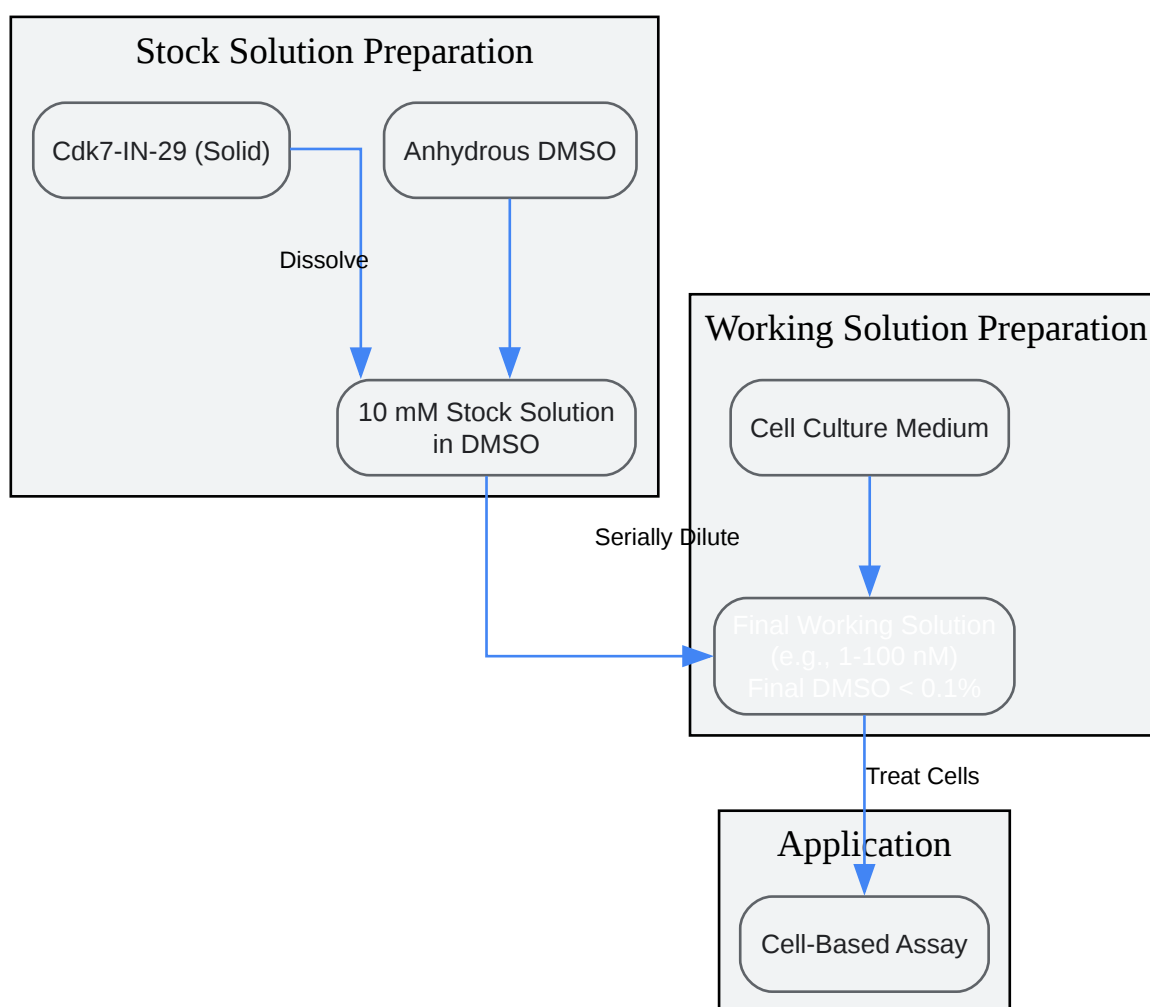 Stock Solution Preparation
Cdk7-IN-29 (Solid)
Anhydrous DMSO
Dissolve
10 mM Stock Solution
in DMSO
Working Solution Preparation
Cell Culture Medium
Serially Dilute
Final Working Solution
(e.g., 1-100 nM)
Final DMSO < 0.1%
Treat Cells
Application
Cell-Based Assay